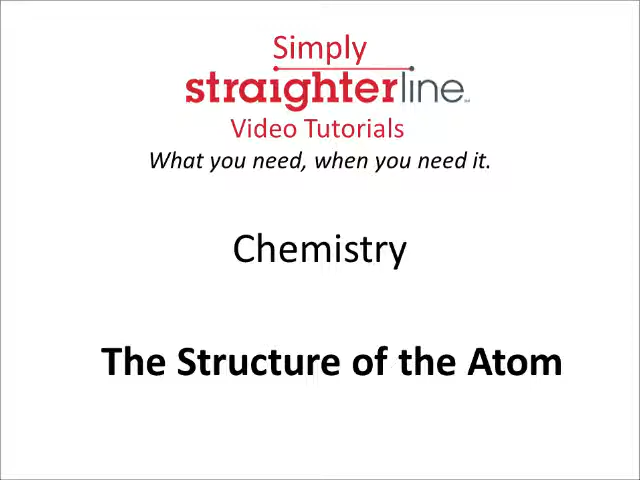 Simply
straighterline
Video Tutorials
What you need, when you need it.
Chemistry
The Structure of the Atom